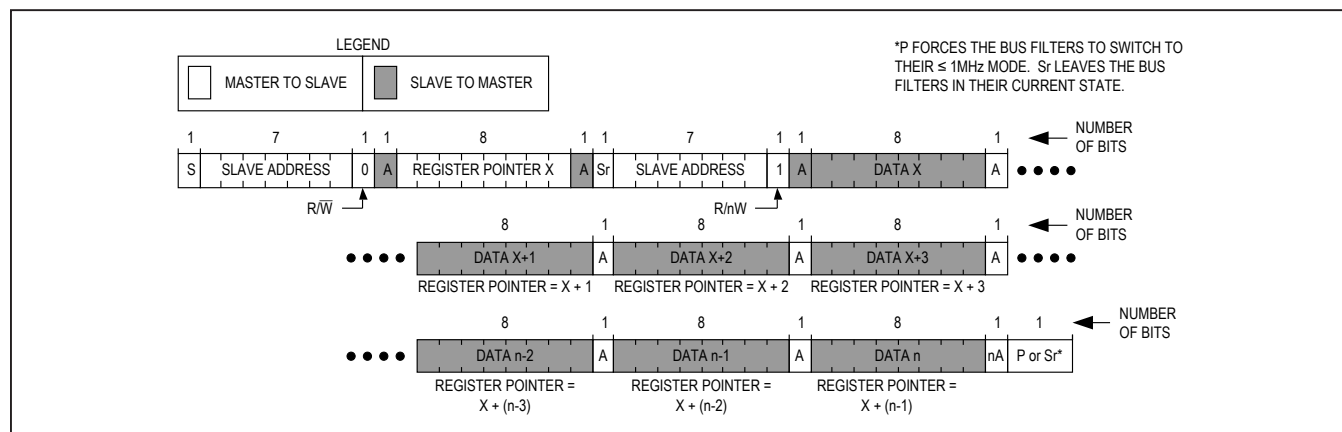 LEGEND
MASTER TO SLAVE
SLAVE TO MASTER
*P FORCES THE BUS FILTERS TO SWITCH TO
THEIR ≤ 1MHz MODE. Sr LEAVES THE BUS
FILTERS IN THEIR CURRENT STATE.
1 7 1 1 8 1 1 7 1 1 8 1
NUMBER
OF BITS
S SLAVE ADDRESS 0 A REGISTER POINTER X A Sr SLAVE ADDRESS 1 A DATA X A
R/W̅ R/nW
8 1 8 1 8 1
NUMBER
OF BITS
DATA X+1 A DATA X+2 A DATA X+3 A
REGISTER POINTER = X + 1 REGISTER POINTER = X + 2 REGISTER POINTER = X + 3
8 1 8 1 8 1 1
NUMBER
OF BITS
DATA n-2 A DATA n-1 A DATA n nA P or Sr*
REGISTER POINTER = REGISTER POINTER = REGISTER POINTER =
X + (n-3) X + (n-2) X + (n-1)